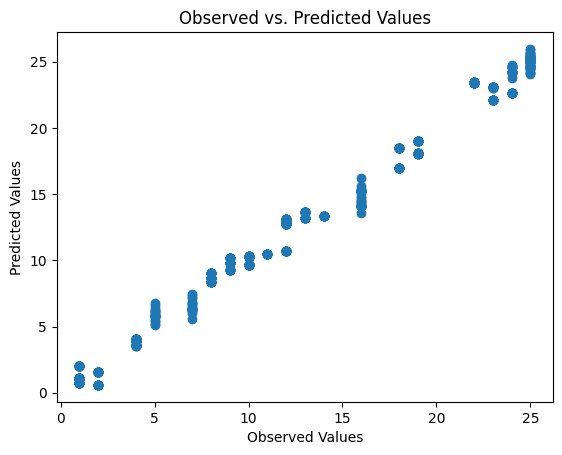 Observed vs. Predicted Values
25
20
15
10
5
0
Predicted Values
0 5 10 15 20 25
Observed Values